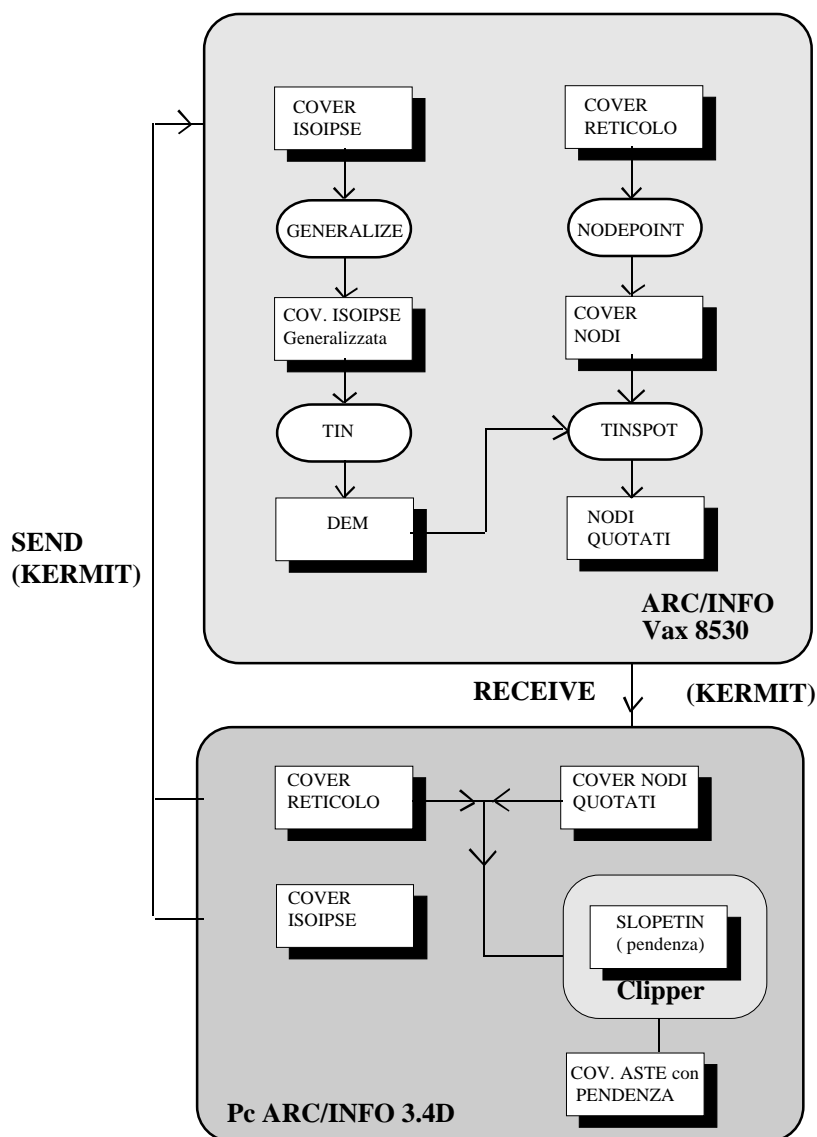 COVER
ISOIPSE
COVER
RETICOLO
GENERALIZE
NODEPOINT
COV. ISOIPSE
Generalizzata
COVER
NODI
TIN
TINSPOT
DEM
NODI
QUOTATI
SEND
(KERMIT)
ARC/INFO
Vax 8530
RECEIVE (KERMIT)
COVER
RETICOLO
COVER NODI
QUOTATI
COVER
ISOIPSE
SLOPETIN
( pendenza)
Clipper
COV. ASTE con
PENDENZA
Pc ARC/INFO 3.4D